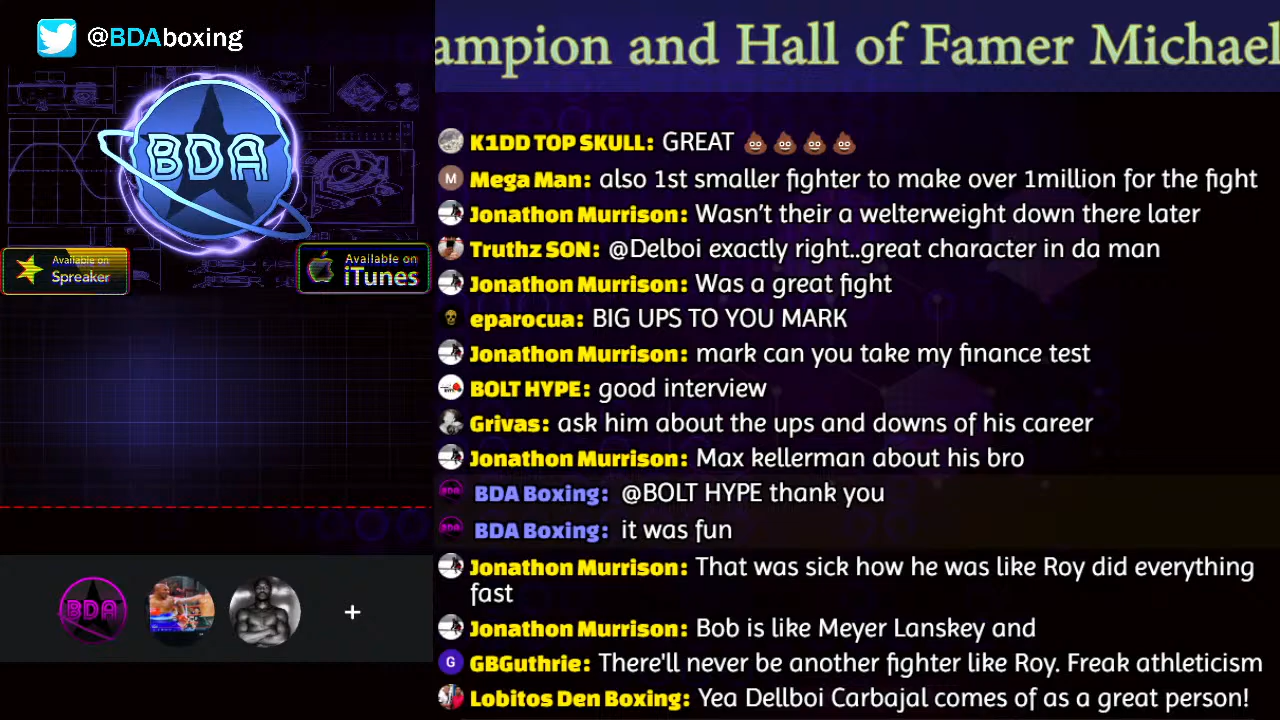 @BDAboxing
ampion and Hall of Famer Michael
BDA
Available on
Spreaker
Available on
iTunes
K1DD TOP SKULL: GREAT 💩 💩 💩 💩
M
Mega Man: also 1st smaller fighter to make over 1million for the fight
Jonathon Murrison: Wasn't their a welterweight down there later
Truthz SON: @Delboi exactly right..great character in da man
Jonathon Murrison: Was a great fight
eparocua: BIG UPS TO YOU MARK
Jonathon Murrison: mark can you take my finance test
BOLT HYPE: good interview
Grivas: ask him about the ups and downs of his career
Jonathon Murrison: Max kellerman about his bro
BDA Boxing: @BOLT HYPE thank you
BDA Boxing: it was fun
Jonathon Murrison: That was sick how he was like Roy did everything
fast
Jonathon Murrison: Bob is like Meyer Lanskey and
G
GBGuthrie: There'll never be another fighter like Roy. Freak athleticism
Lobitos Den Boxing: Yea Dellboi Carbajal comes of as a great person!
BDA
+